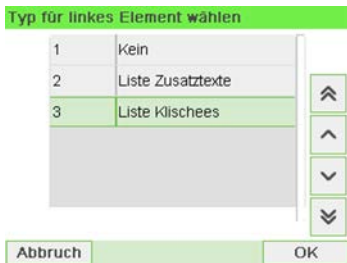 Typ für linkes Element wählen
1 Kein
2 Liste Zusatztexte
3 Liste Klischees
Abbruch OK